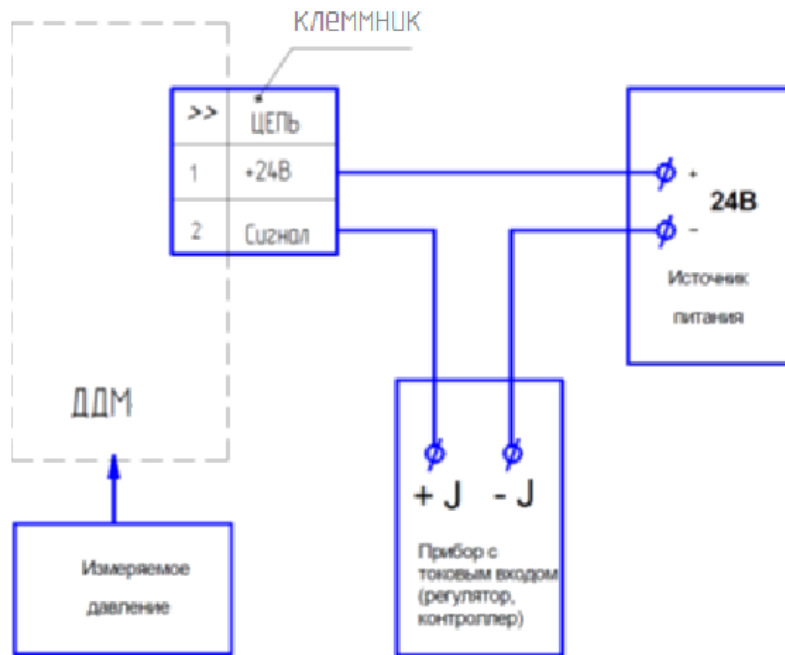 клеммник
>> ЦЕПЬ
1 +24В
2 Сигнал
+
24В
-
Источник
питания
ДДМ
+ J - J
Прибор с
токовым входом
(регулятор,
контроллер)
Измеряемое
давление